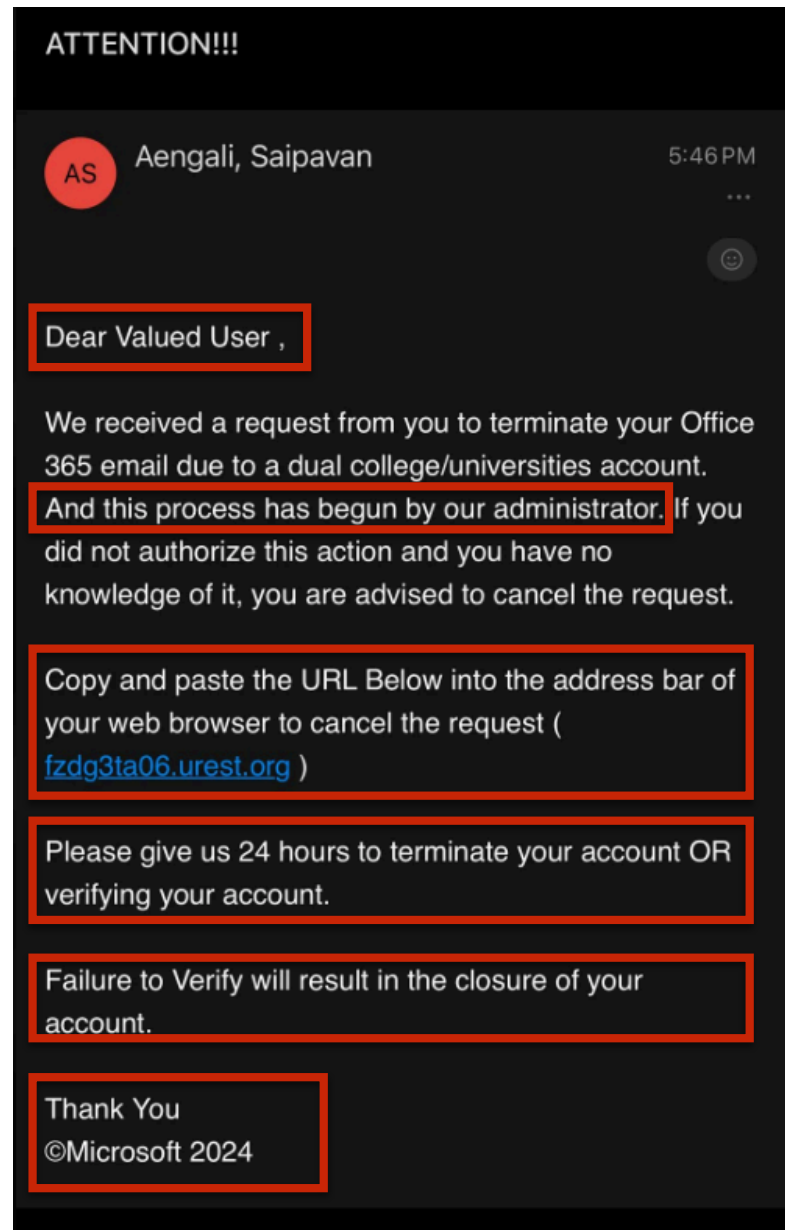 ATTENTION!!!
AS
Aengali, Saipavan
5:46 PM
...
Dear Valued User ,
We received a request from you to terminate your Office
365 email due to a dual college/universities account.
And this process has begun by our administrator. If you
did not authorize this action and you have no
knowledge of it, you are advised to cancel the request.
Copy and paste the URL Below into the address bar of
your web browser to cancel the request (
fzdg3ta06.urest.org )
Please give us 24 hours to terminate your account OR
verifying your account.
Failure to Verify will result in the closure of your
account.
Thank You
©Microsoft 2024